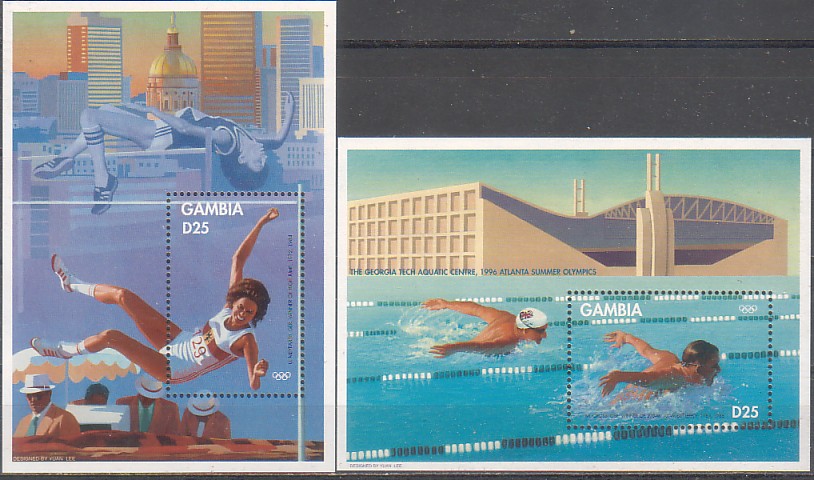 GAMBIA
D25
29
DESIGNED BY YUAN LEE
THE GEORGIA TECH AQUATIC CENTRE, 1996 ATLANTA SUMMER OLYMPICS
GAMBIA
D25
DESIGNED BY YUAN LEE